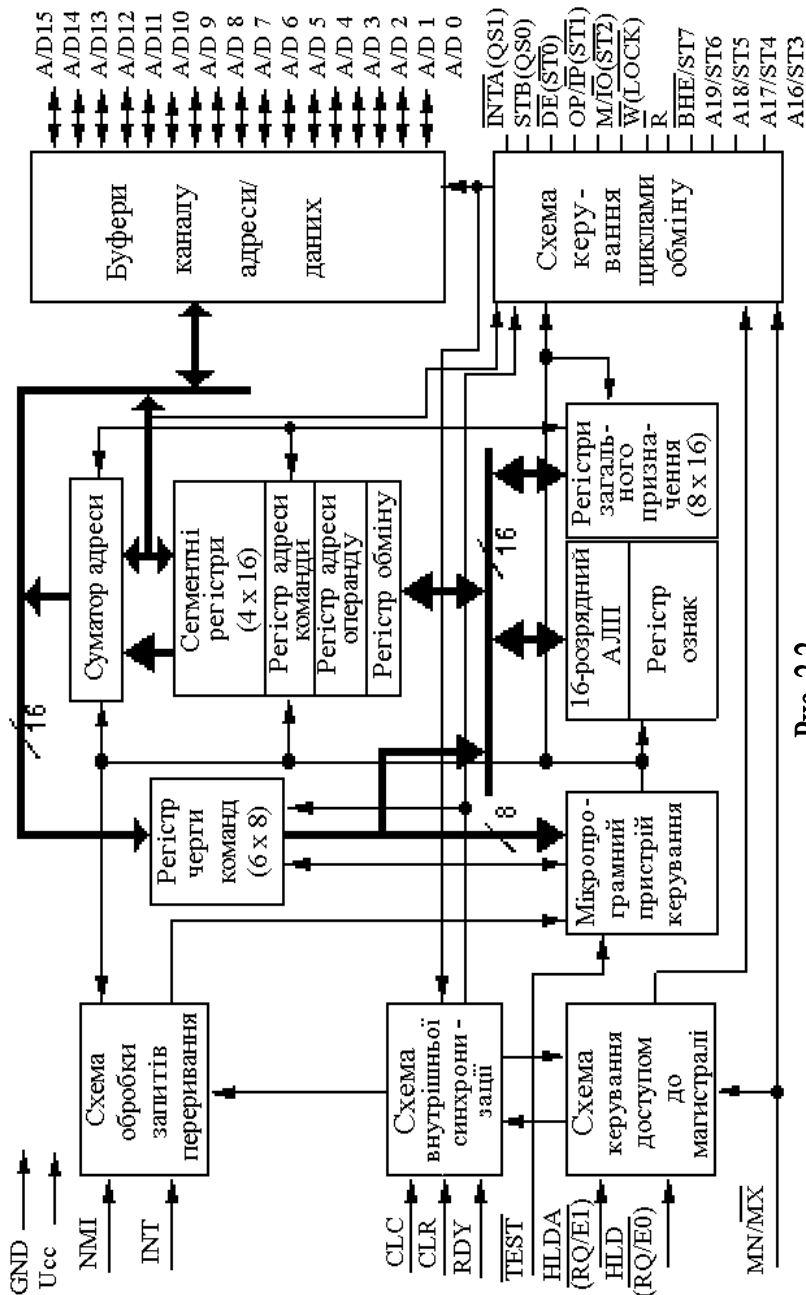 GND
Ucc
NMI
INT
CLC
CLR
RDY
TEST
HLDA
(RQ/E1)
HLD
(RQ/E0)
MN/MX
Схема
обробки
запитів
переривання
Схема
внутрішньої
синхрони-
зації
Схема
керування
доступом
до
магистралі
16
Регістр
черги
команд
(6 x 8)
8
Мікропро-
грамний
пристрій
керування
Суматор адреси
Сегментні
регістри
(4 x 16)
Регістр адреси
команди
Регістр адреси
операнду
Регістр обміну
16
16-розрядний
АЛП
Регістр
ознак
Регістри
загаль-
ного
призна-
чення
(8 x 16)
Буфери
каналу
адреси/
даних
Схема
керу-
вання
циклами
обміну
A/D15
A/D14
A/D13
A/D12
A/D11
A/D10
A/D 9
A/D 8
A/D 7
A/D 6
A/D 5
A/D 4
A/D 3
A/D 2
A/D 1
A/D 0
INTA(QS1)
STB(QS0)
DE(ST0)
OP/IP(ST1)
M/IO(ST2)
W(LOCK)
R
BHE/ST7
A19/ST6
A18/ST5
A17/ST4
A16/ST3
Рис. 2.2